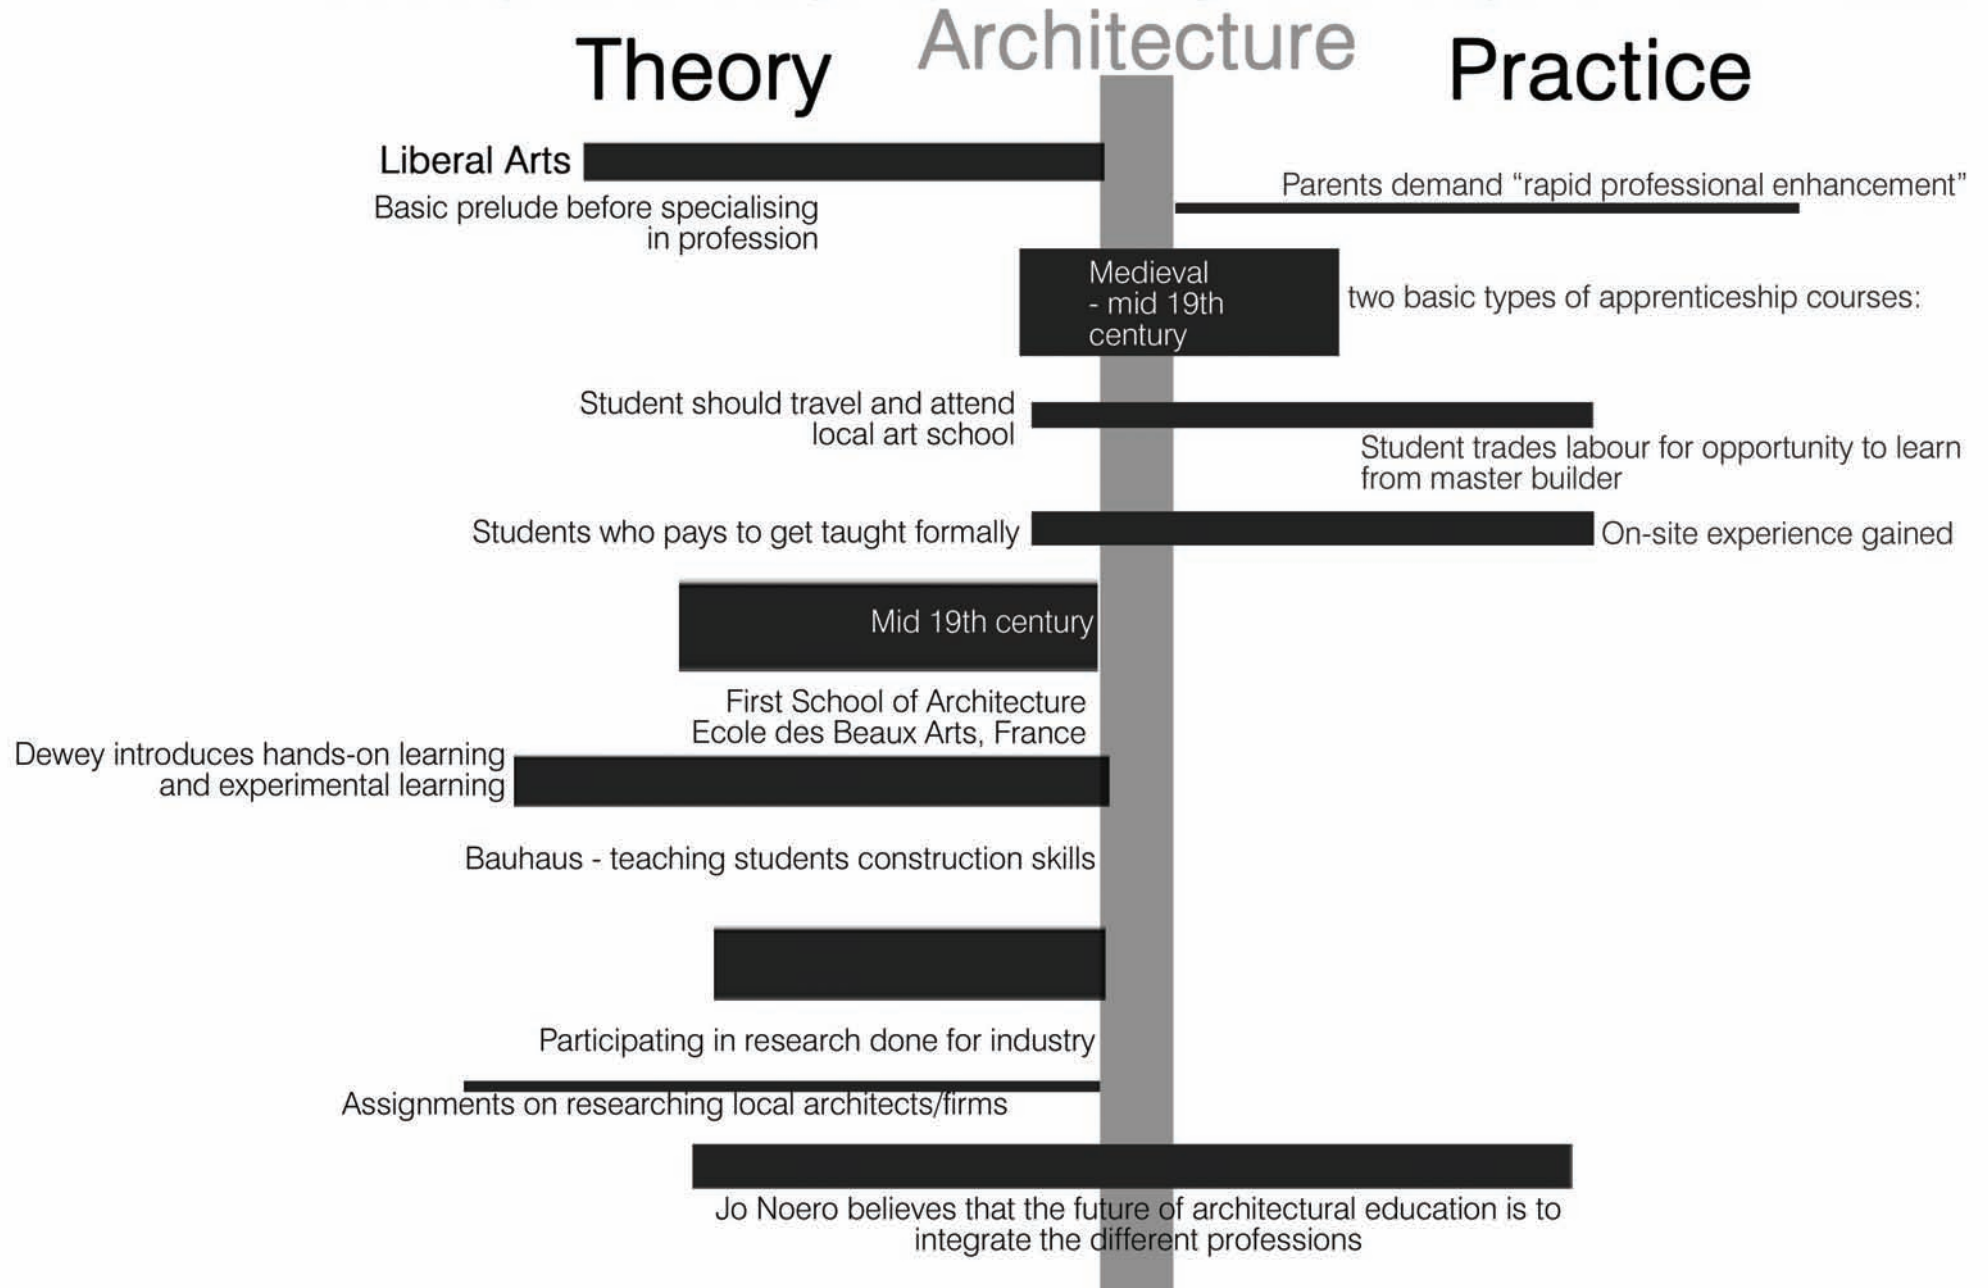 Theory
Architecture
Practice
Liberal Arts
Basic prelude before specialising
in profession
Parents demand “rapid professional enhancement”
Medieval
- mid 19th
century
two basic types of apprenticeship courses:
Student should travel and attend
local art school
Student trades labour for opportunity to learn
from master builder
Students who pays to get taught formally
On-site experience gained
Mid 19th century
First School of Architecture
Ecole des Beaux Arts, France
Dewey introduces hands-on learning
and experimental learning
Bauhaus - teaching students construction skills
Participating in research done for industry
Assignments on researching local architects/firms
Jo Noero believes that the future of architectural education is to
integrate the different professions